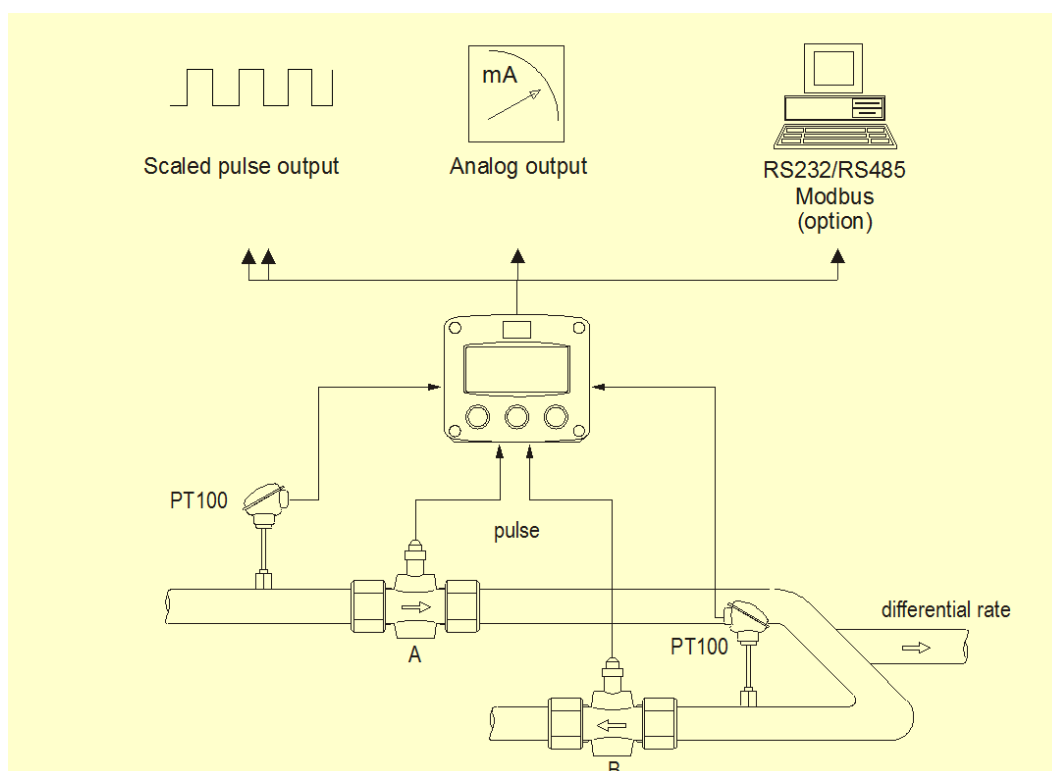 mA
Scaled pulse output
Analog output
RS232/RS485
Modbus
(option)
PT100
pulse
differential rate
A
PT100
B